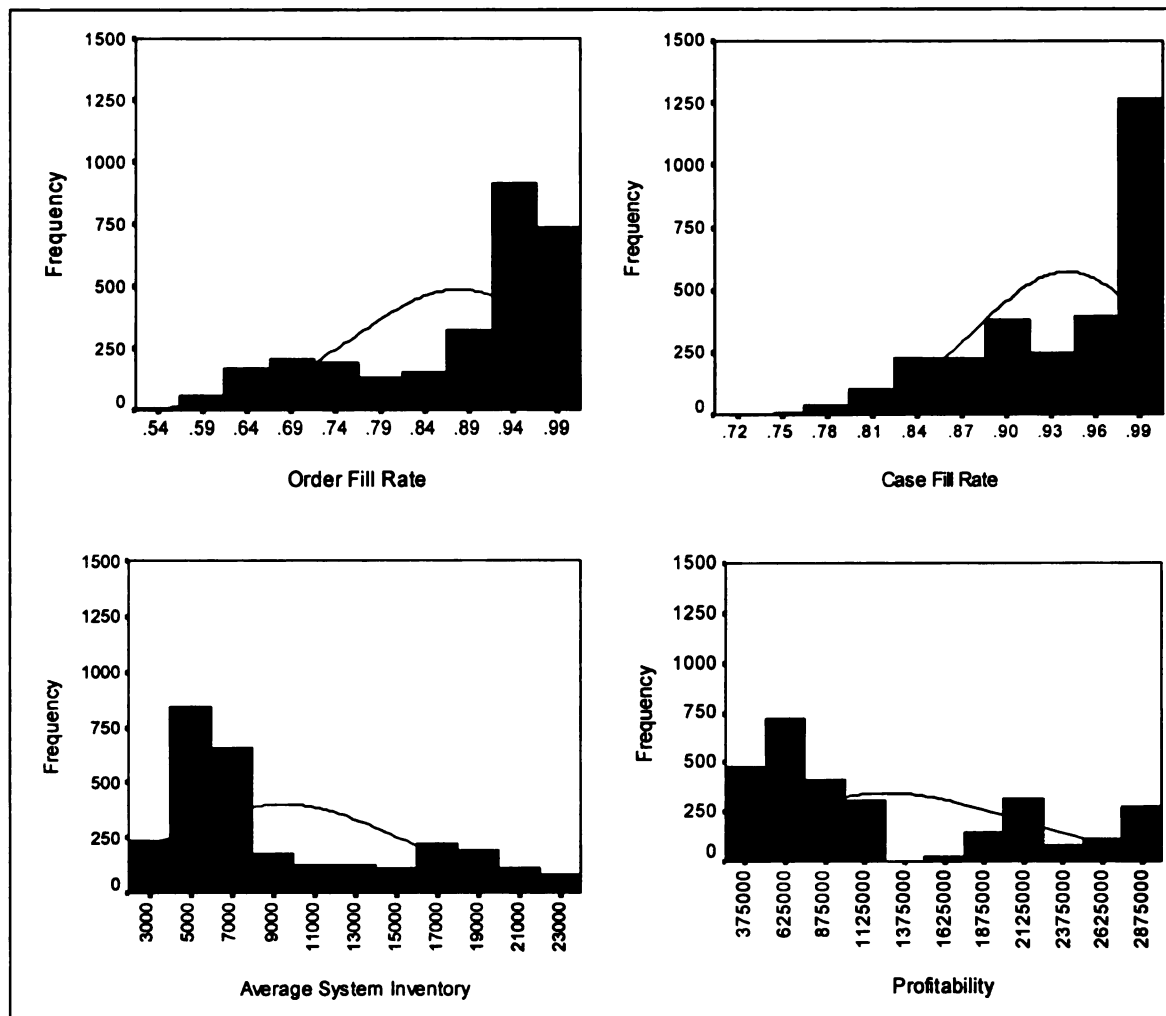 1500
1250
1000
750
500
250
0
Frequency
.54 .59 .64 .69 .74 .79 .84 .89 .94 .99
Order Fill Rate
1500
1250
1000
750
500
250
0
Frequency
.72 .75 .78 .81 .84 .87 .90 .93 .96 .99
Case Fill Rate
1500
1250
1000
750
500
250
0
Frequency
3000 5000 7000 9000 11000 13000 15000 17000 19000 21000 23000
Average System Inventory
1500
1250
1000
750
500
250
0
Frequency
375000 625000 875000 1125000 1375000 1625000 1875000 2125000 2375000 2625000 2875000
Profitability